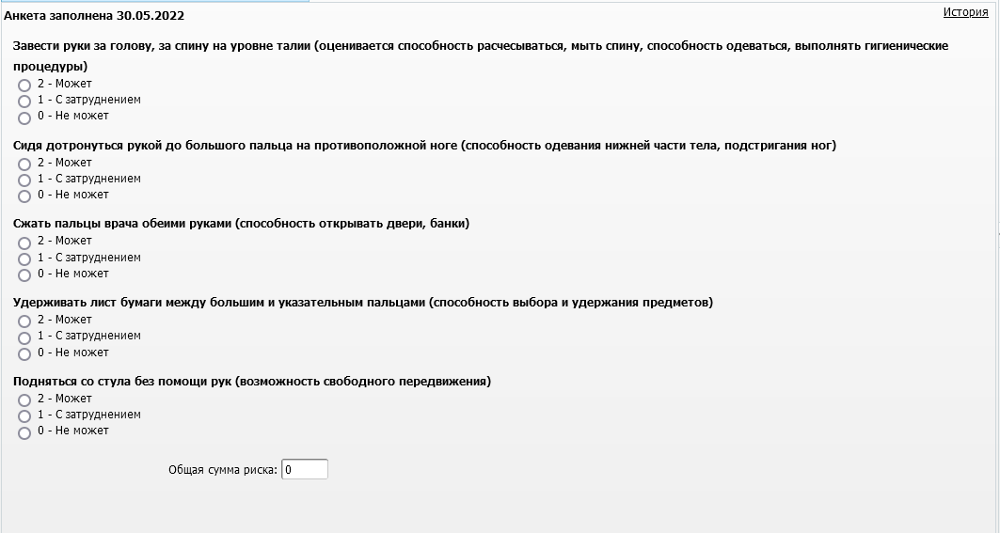 Анкета заполнена 30.05.2022
История
Завести руки за голову, за спину на уровне талии (оценивается способность расчесываться, мыть спину, способность одеваться, выполнять гигиенические
процедуры)
2 - Может
1 - С затруднением
0 - Не может
Сидя дотронуться рукой до большого пальца на противоположной ноге (способность одевания нижней части тела, подстригания ног)
2 - Может
1 - С затруднением
0 - Не может
Сжать пальцы врача обеими руками (способность открывать двери, банки)
2 - Может
1 - С затруднением
0 - Не может
Удерживать лист бумаги между большим и указательным пальцами (способность выбора и удержания предметов)
2 - Может
1 - С затруднением
0 - Не может
Подняться со стула без помощи рук (возможность свободного передвижения)
2 - Может
1 - С затруднением
0 - Не может
Общая сумма риска: 0